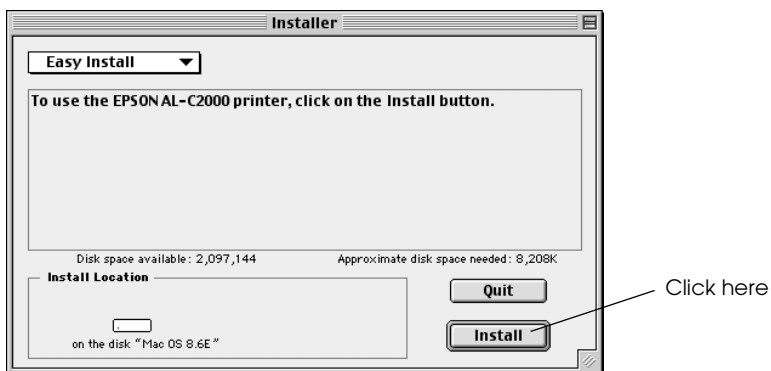 Installer
Easy Install
To use the EPSON AL-C2000 printer, click on the Install button.
Disk space available: 2,097,144 Approximate disk space needed: 8,208K
Install Location
on the disk "Mac OS 8.6E"
Quit
Install
Click here